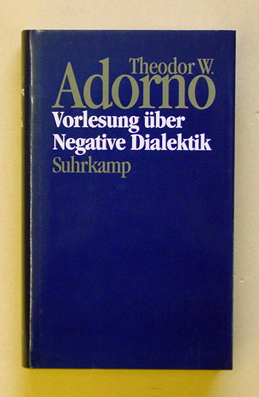 Theodor W.
Adorno
Vorlesung über
Negative Dialektik
Suhrkamp